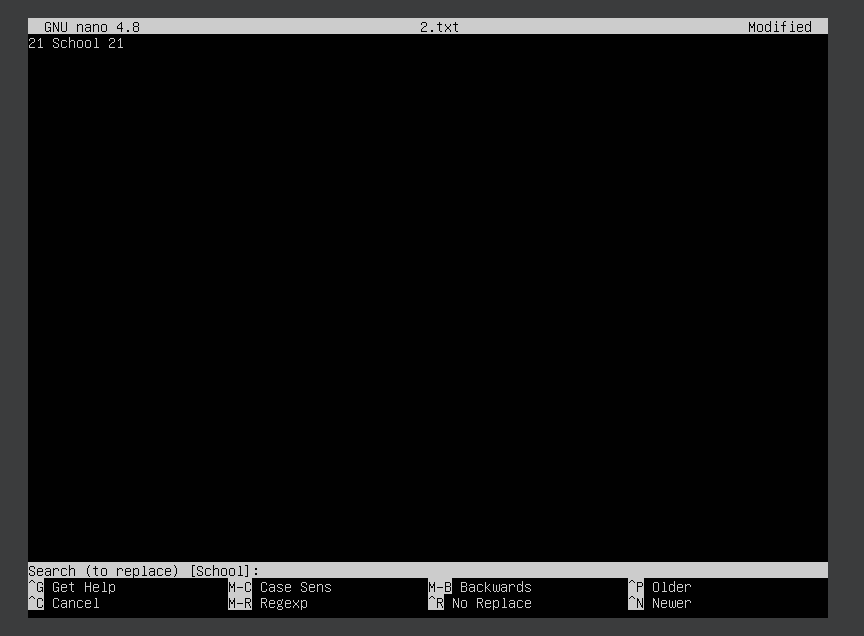 GNU nano 4.8 2.txt Modified
21 School 21
Search (to replace) [School]:
^G Get Help M-C Case Sens M-B Backwards ^P Older
^C Cancel M-R Regexp ^R No Replace ^N Newer